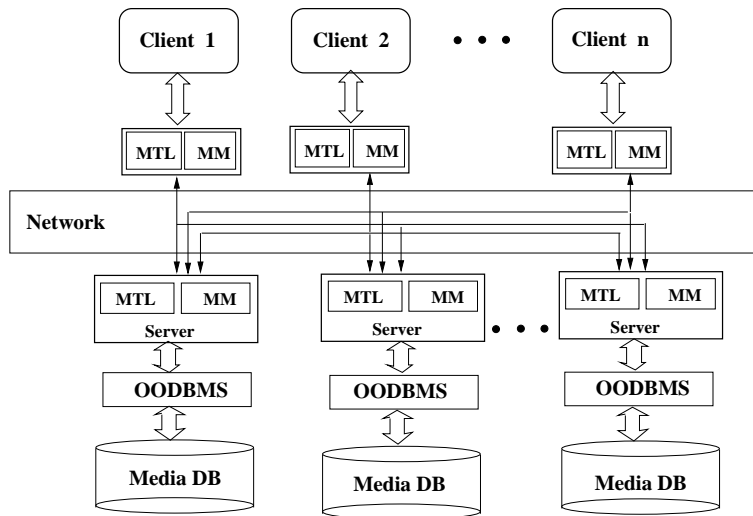 Client 1
Client 2
Client n
MTL MM
MTL MM
MTL MM
Network
MTL MM
Server
MTL MM
Server
MTL MM
Server
OODBMS
OODBMS
OODBMS
Media DB
Media DB
Media DB